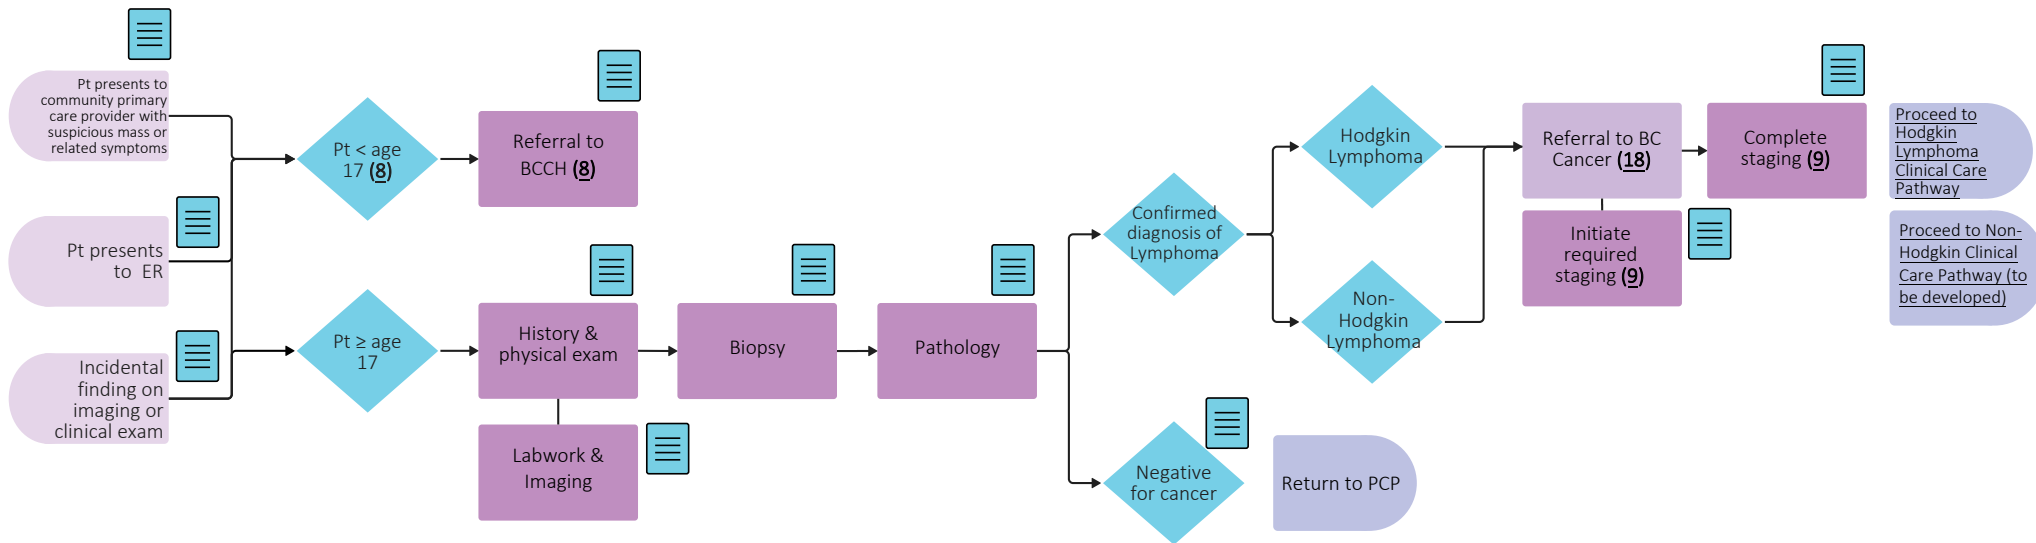 Pt presents to
community primary
care provider with
suspicious mass or
related symptoms
Pt presents
to ER
Incidental
finding on
imaging or
clinical exam
Pt < age
17 (8)
Referral to
BCCH (8)
Pt ≥ age
17
History &
physical exam
Labwork &
Imaging
Biopsy
Pathology
Confirmed
diagnosis of
Lymphoma
Negative
for cancer
Return to PCP
Hodgkin
Lymphoma
Non-
Hodgkin
Lymphoma
Referral to BC
Cancer (18)
Initiate
required
staging (9)
Complete
staging (9)
Proceed to
Hodgkin
Lymphoma
Clinical Care
Pathway
Proceed to Non-
Hodgkin Clinical
Care Pathway (to
be developed)